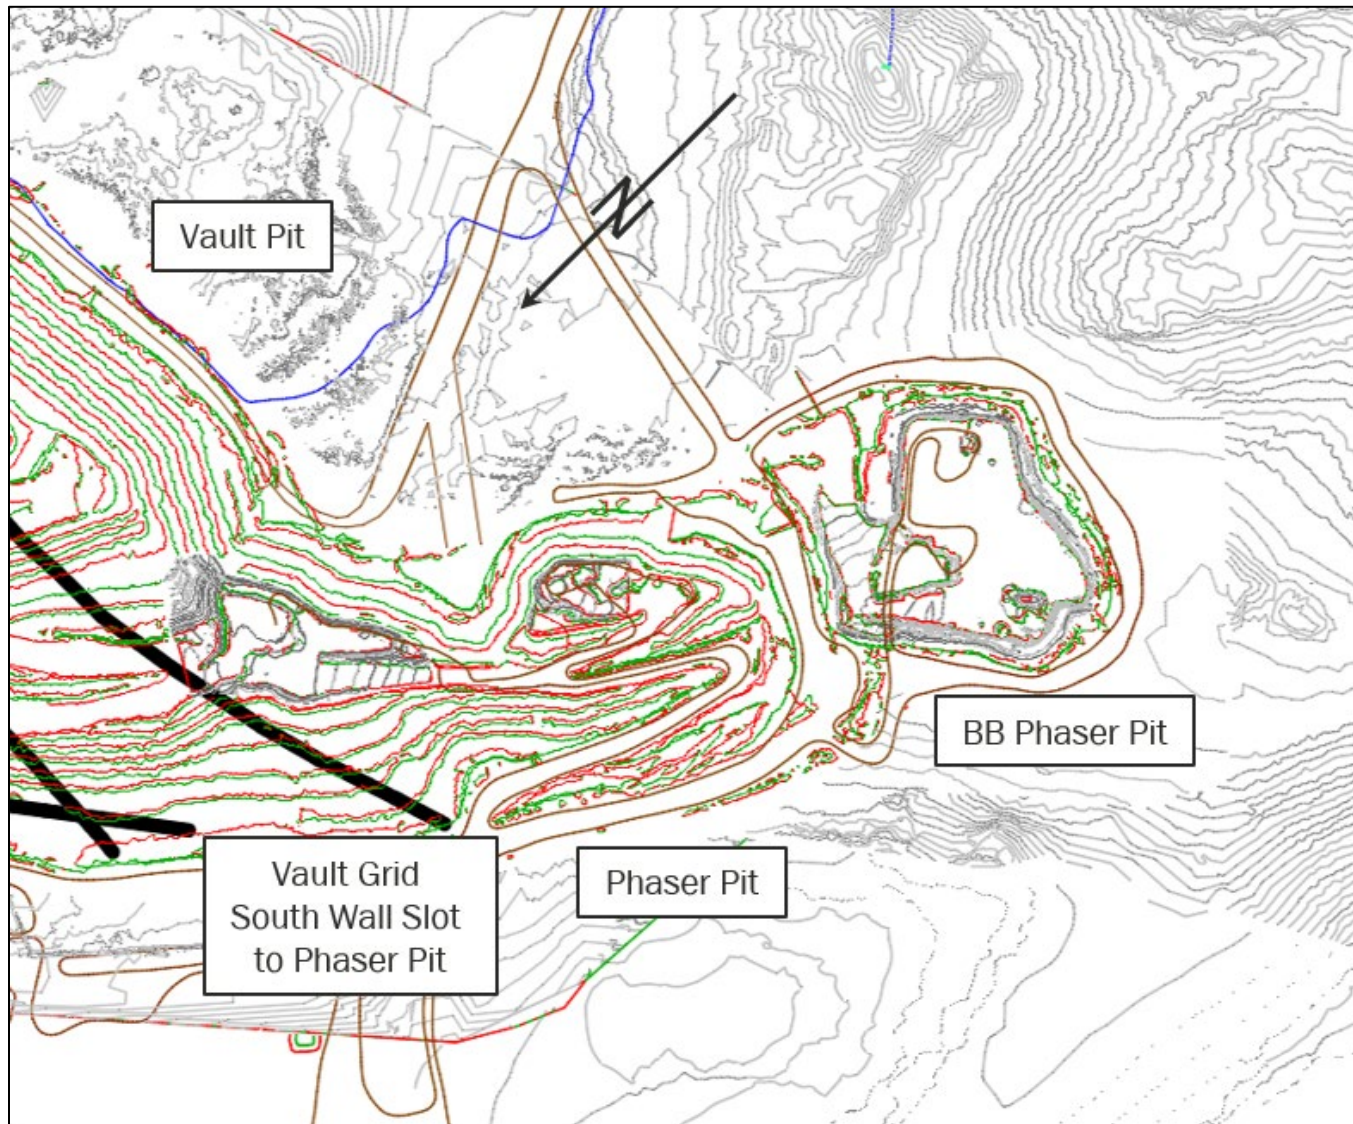 Vault Pit
N
BB Phaser Pit
Vault Grid
South Wall Slot
to Phaser Pit
Phaser Pit